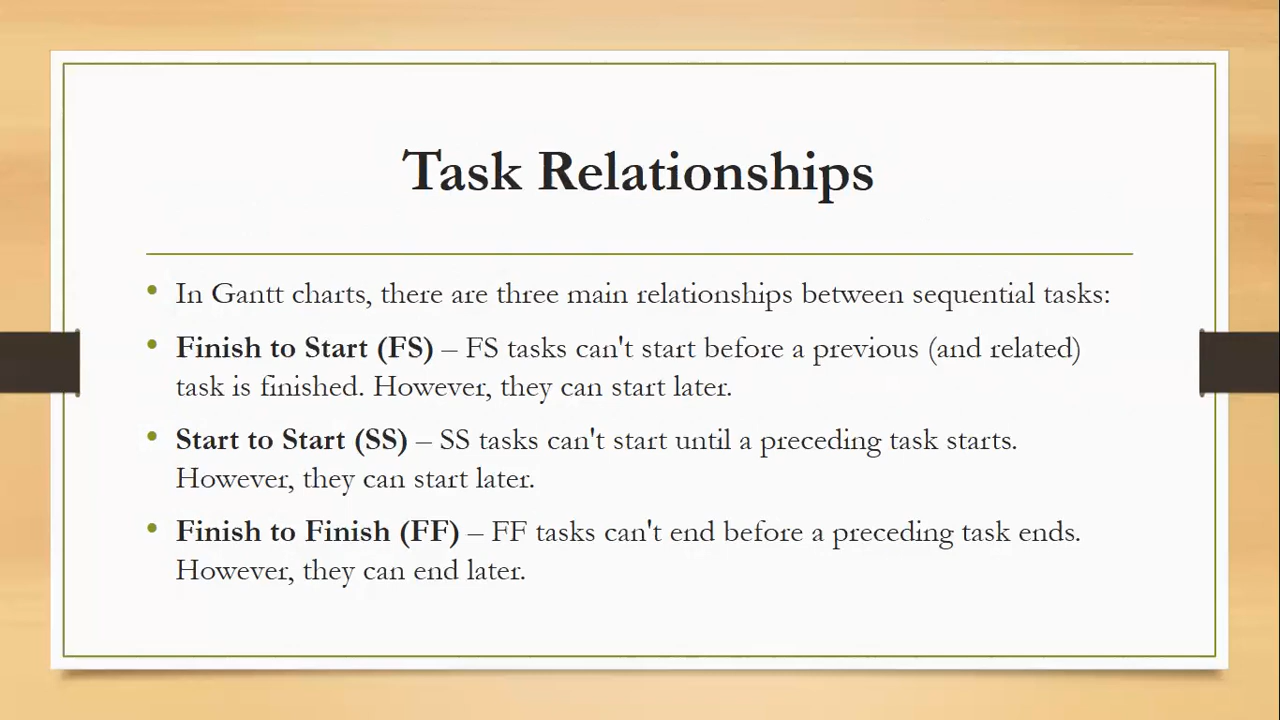 Task Relationships
• In Gantt charts, there are three main relationships between sequential tasks:
• Finish to Start (FS) – FS tasks can't start before a previous (and related)
task is finished. However, they can start later.
• Start to Start (SS) – SS tasks can't start until a preceding task starts.
However, they can start later.
• Finish to Finish (FF) – FF tasks can't end before a preceding task ends.
However, they can end later.